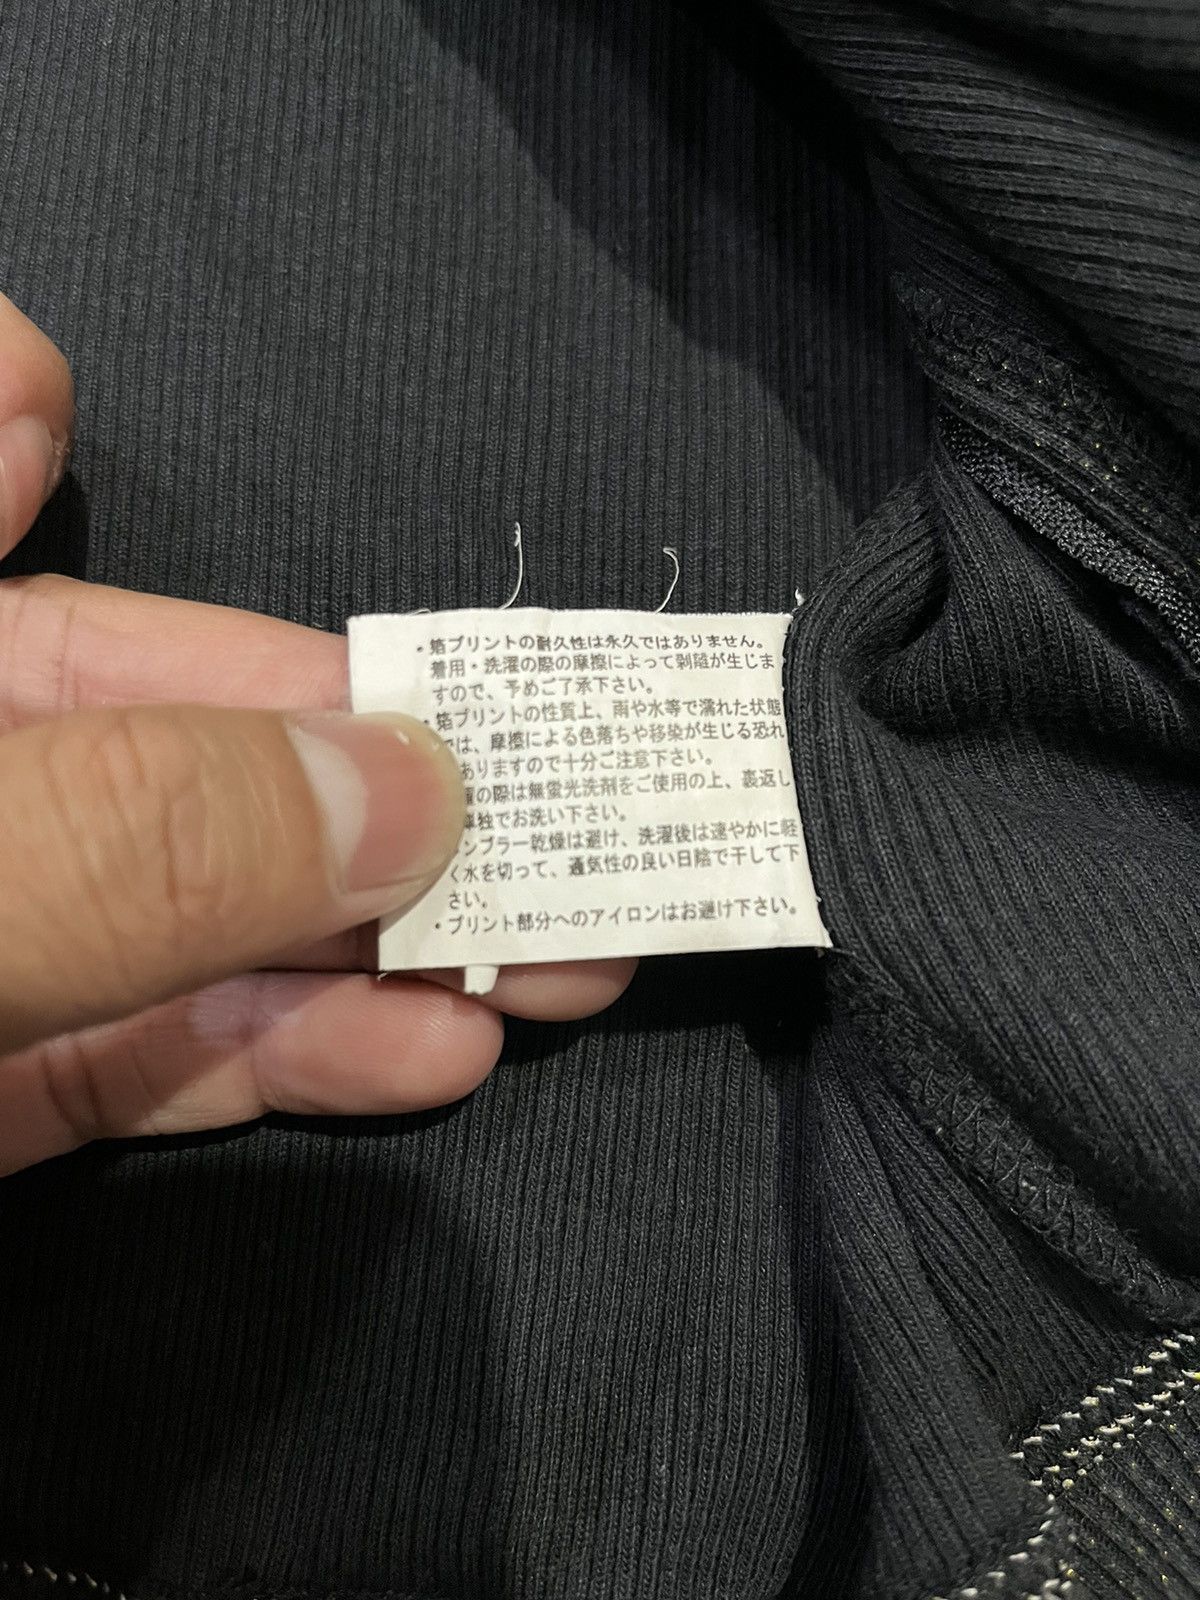 ・箔プリントの耐久性は永久ではありません。
着用・洗濯の際の摩擦によって剥離が生じま
すので、予めご了承下さい。
・箔プリントの性質上、雨や水等で濡れた状態
では、摩擦による色落ちや移染が生じる恐れ
ありますので十分ご注意下さい。
の際は無蛍光洗剤をご使用の上、裏返し
単独でお洗い下さい。
ンブラー乾燥は避け、洗濯後は速やかに軽
く水を切って、通気性の良い日陰で干して下
さい。
・プリント部分へのアイロンはお避け下さい。